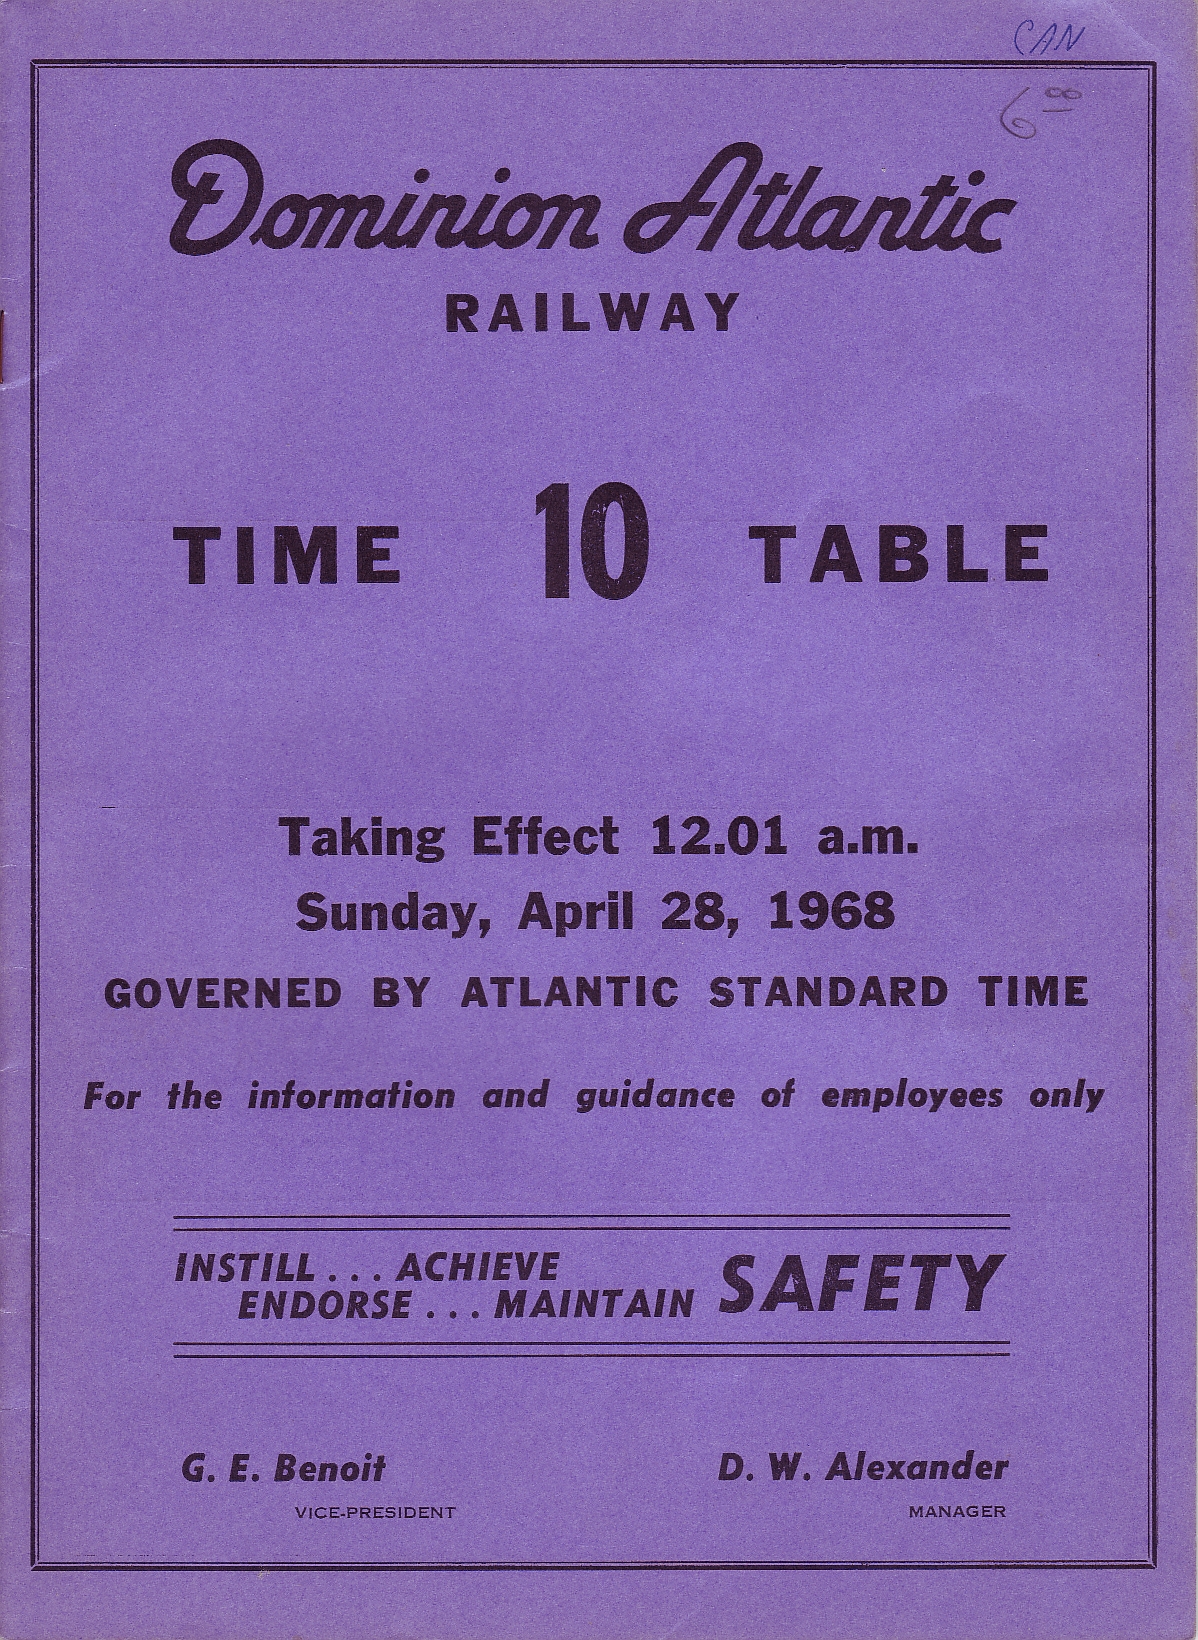 CAN
6 00
Dominion Atlantic
RAILWAY
TIME 10 TABLE
Taking Effect 12.01 a.m.
Sunday, April 28, 1968
GOVERNED BY ATLANTIC STANDARD TIME
For the information and guidance of employees only
INSTILL . . . ACHIEVE
ENDORSE . . . MAINTAIN SAFETY
G. E. Benoit D. W. Alexander
VICE-PRESIDENT MANAGER